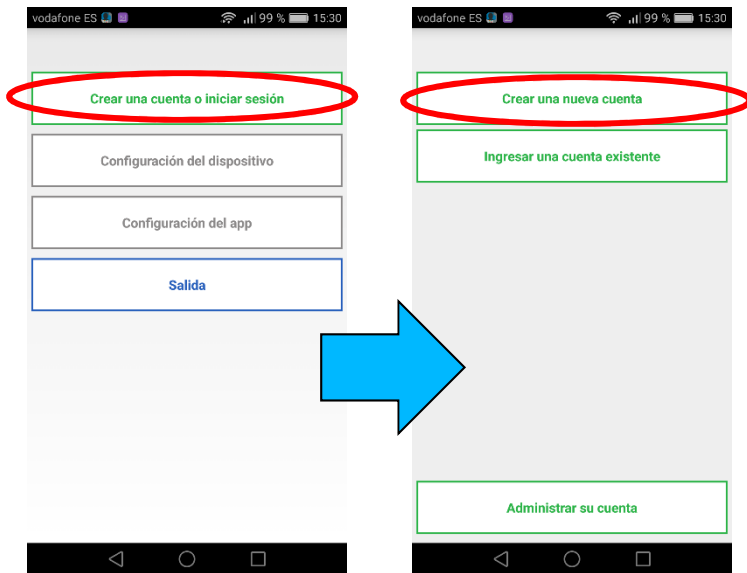 vodafone ES 99 % 15:30
Crear una cuenta o iniciar sesión
Configuración del dispositivo
Configuración del app
Salida
vodafone ES 99 % 15:30
Crear una nueva cuenta
Ingresar una cuenta existente
Administrar su cuenta